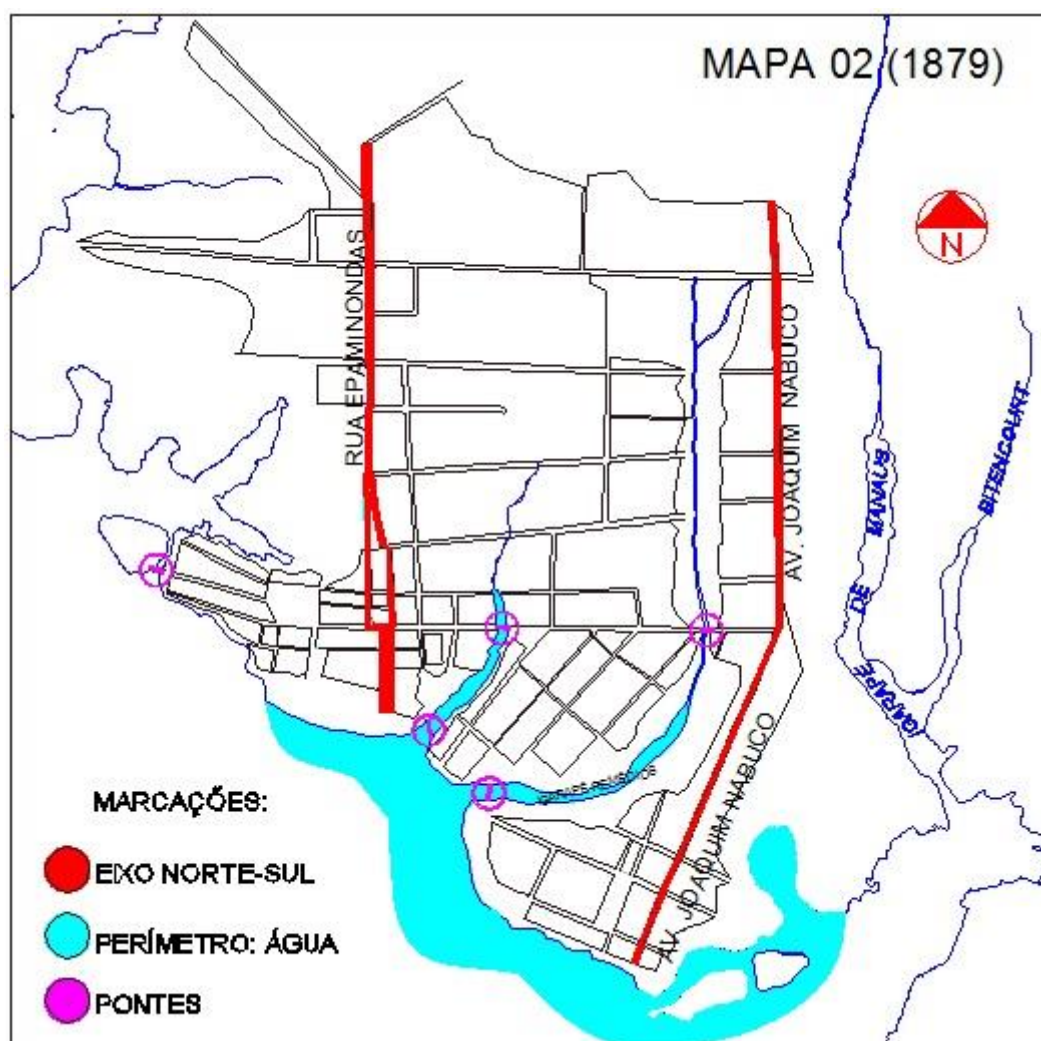 MAPA 02 (1879)
N
RUA EPAMINONDAS
AV. JOAQUIM NABUCO
IGARAPÉ DE MANAUS
BITENCOURT
AV. JOAQUIM NABUCO
MARCAÇÕES:
EIXO NORTE-SUL
PERÍMETRO: ÁGUA
PONTES